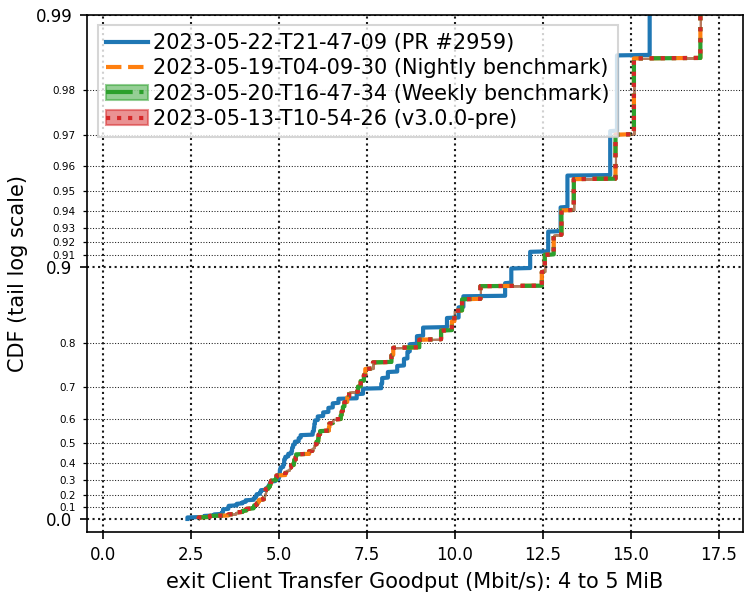 0.99
2023-05-22-T21-47-09 (PR #2959)
2023-05-19-T04-09-30 (Nightly benchmark)
2023-05-20-T16-47-34 (Weekly benchmark)
2023-05-13-T10-54-26 (v3.0.0-pre)
0.98
0.97
0.96
0.95
0.94
0.93
0.92
0.91
0.9
0.8
0.7
0.6
0.5
0.4
0.3
0.2
0.1
0.0
CDF (tail log scale)
0.0 2.5 5.0 7.5 10.0 12.5 15.0 17.5
exit Client Transfer Goodput (Mbit/s): 4 to 5 MiB